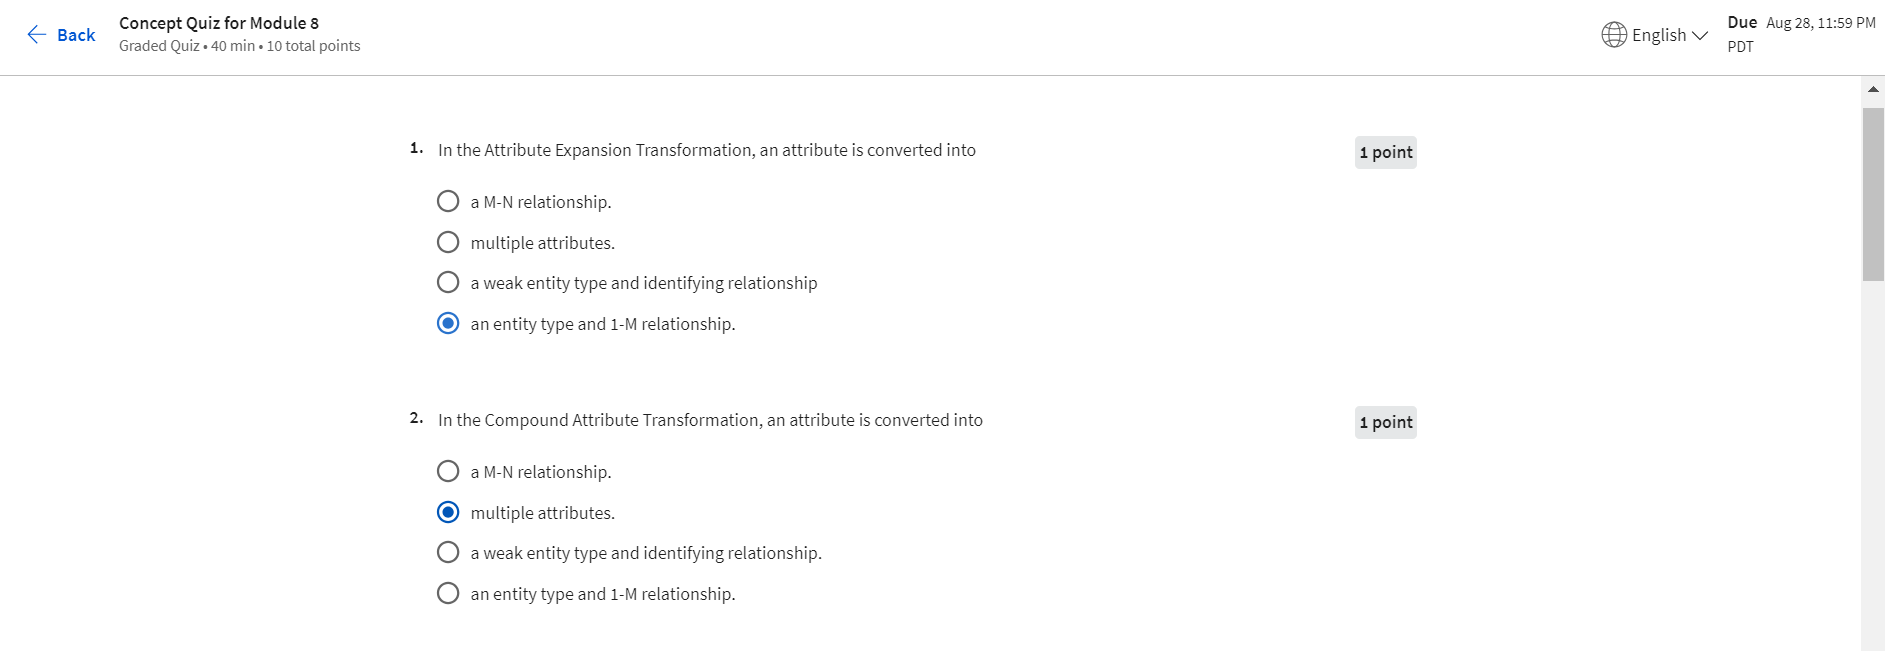 Back
Concept Quiz for Module 8
Graded Quiz • 40 min • 10 total points
English
Due Aug 28, 11:59 PM
PDT
1. In the Attribute Expansion Transformation, an attribute is converted into
1 point
a M-N relationship.
multiple attributes.
a weak entity type and identifying relationship
an entity type and 1-M relationship.
2. In the Compound Attribute Transformation, an attribute is converted into
1 point
a M-N relationship.
multiple attributes.
a weak entity type and identifying relationship.
an entity type and 1-M relationship.